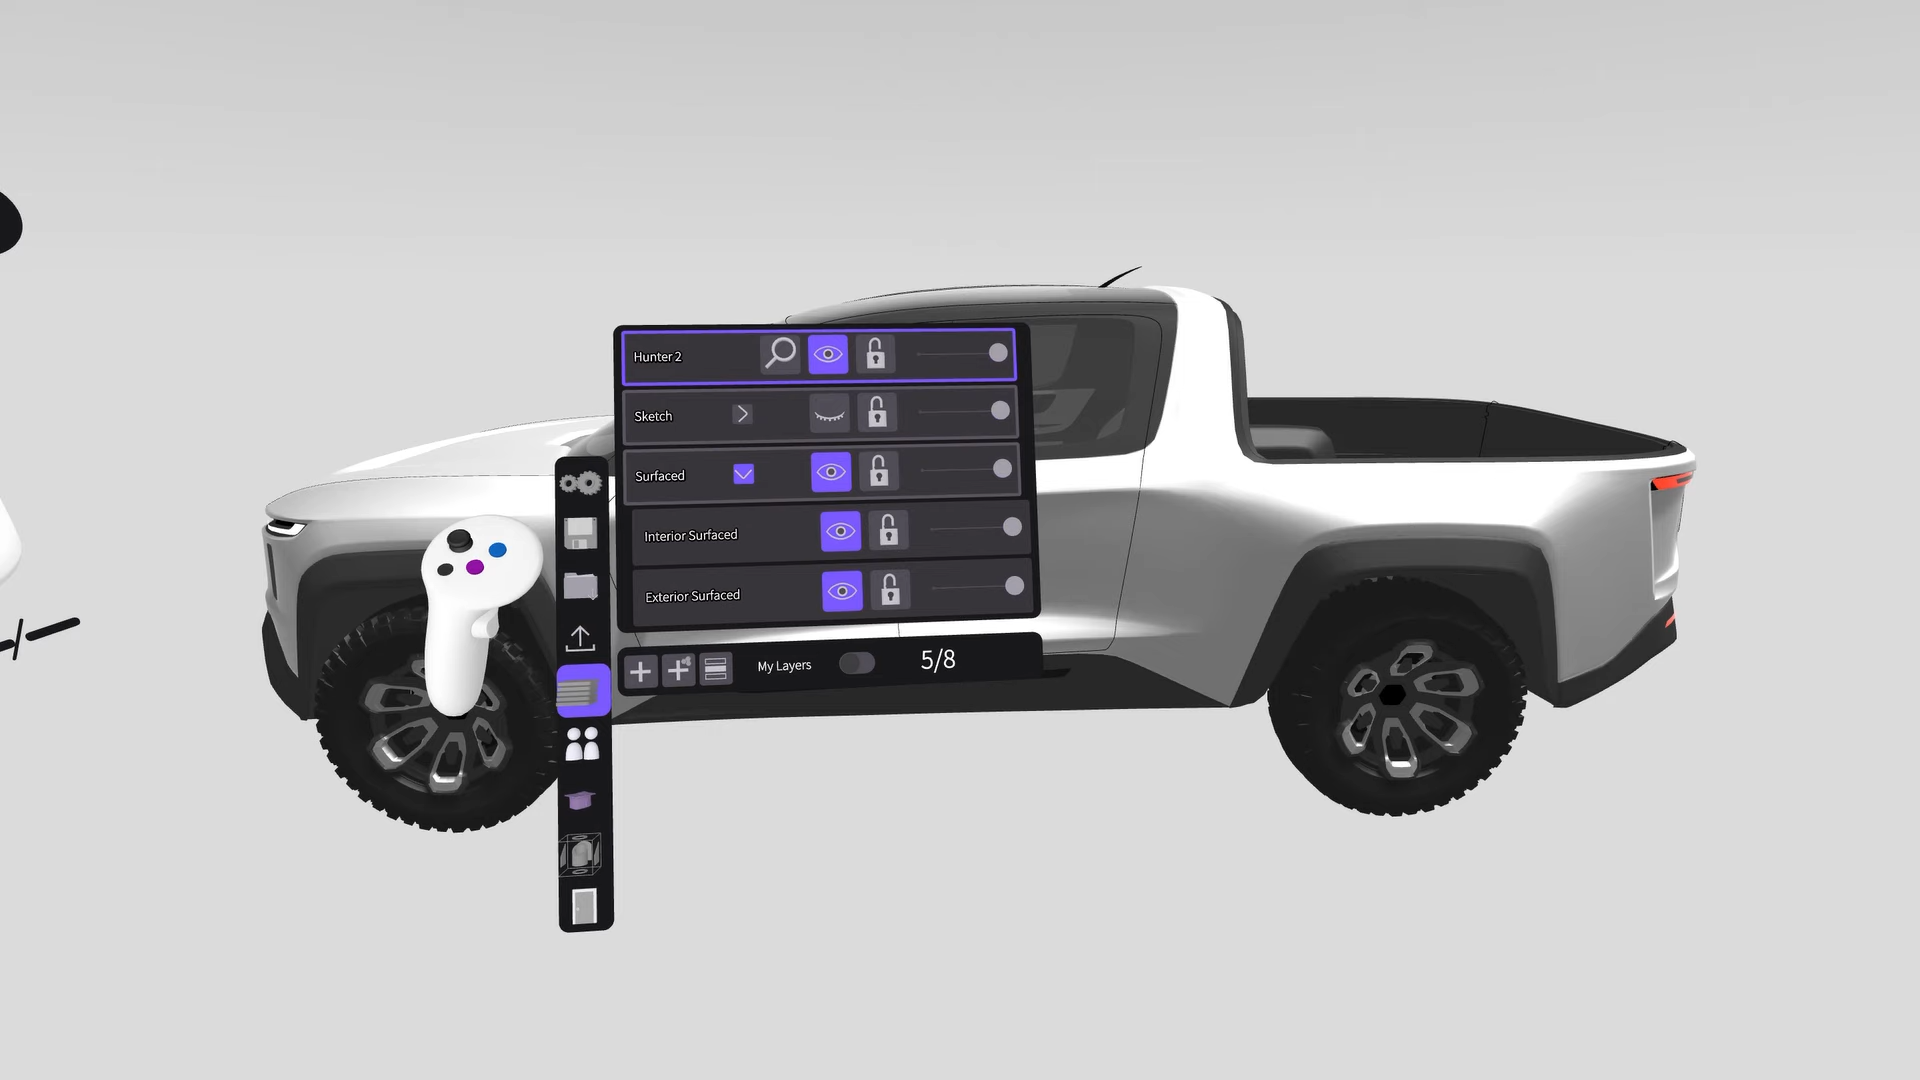 Hunter 2
Sketch
Surfaced
Interior Surfaced
Exterior Surfaced
My Layers 5/8